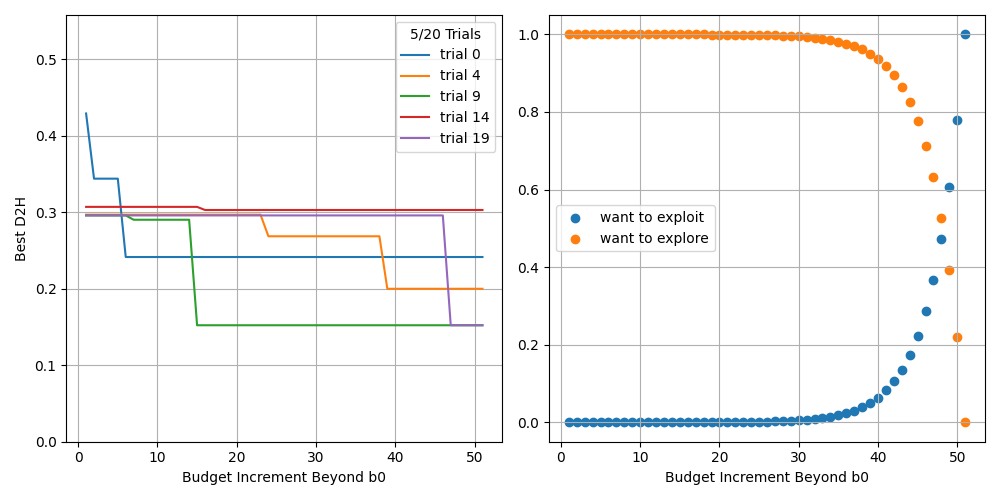 5/20 Trials
trial 0
trial 4
trial 9
trial 14
trial 19
Best D2H
0.5
0.4
0.3
0.2
0.1
0.0
0 10 20 30 40 50
Budget Increment Beyond b0
1.0
0.8
0.6
0.4
0.2
0.0
want to exploit
want to explore
0 10 20 30 40 50
Budget Increment Beyond b0